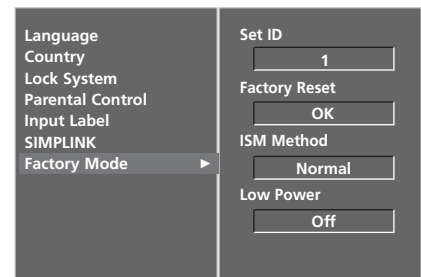 Language
Country
Lock System
Parental Control
Input Label
SIMPLINK
Factory Mode ►
Set ID
1
Factory Reset
OK
ISM Method
Normal
Low Power
Off